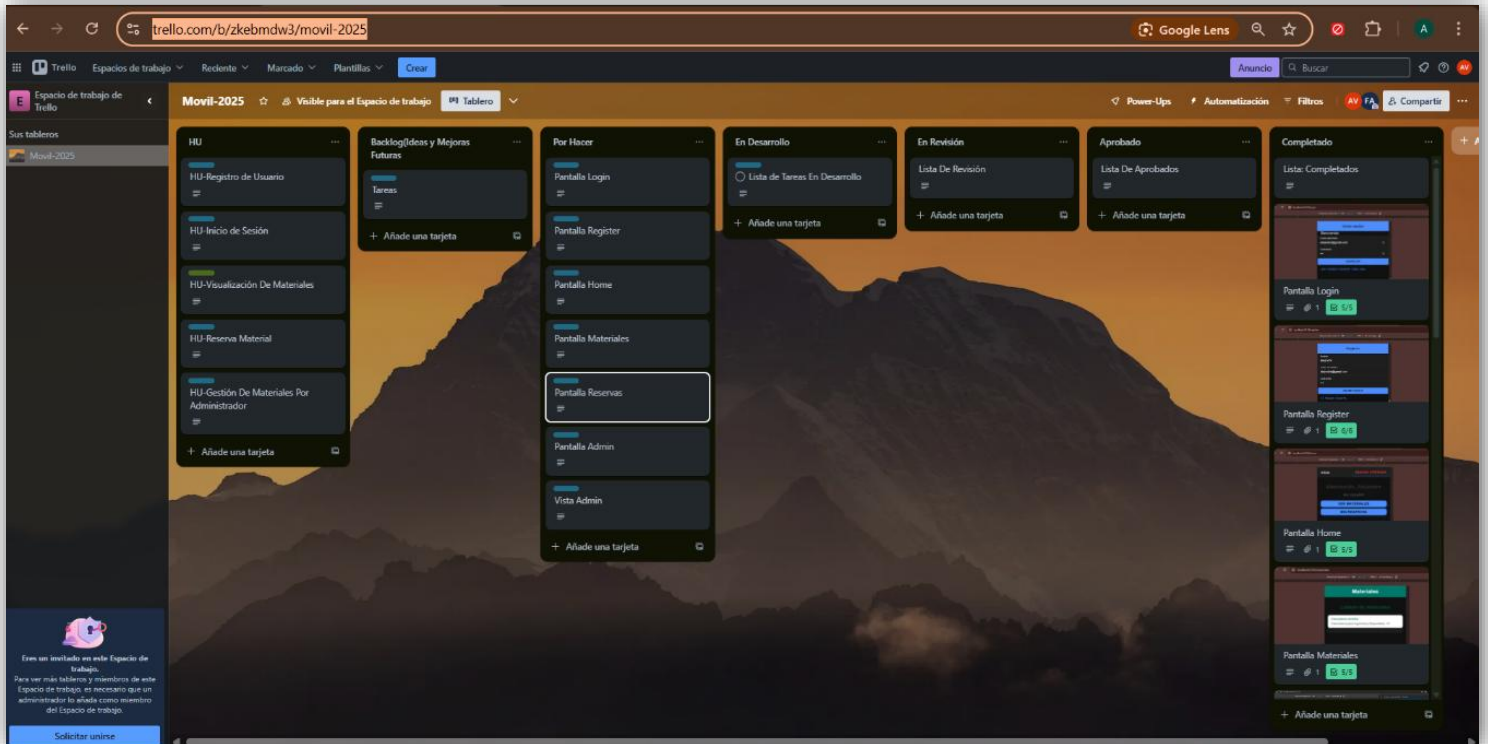 trello.com/b/zkebmdw3/movil-2025
Google Lens
A
Trello
Espacios de trabajo
Reciente
Marcado
Plantillas
Crear
Anuncio
Buscar
AV
E
Espacio de trabajo de
Trello
Movil-2025
Visible para el Espacio de trabajo
Tablero
Power-Ups
Automatización
Filtros
AV
FA
Compartir
Sus tableros
Movil-2025
HU
HU-Registro de Usuario
HU-Inicio de Sesión
HU-Visualización De Materiales
HU-Reserva Material
HU-Gestión De Materiales Por
Administrador
+ Añade una tarjeta
Backlog(Ideas y Mejoras
Futuras
Tareas
+ Añade una tarjeta
Por Hacer
Pantalla Login
Pantalla Register
Pantalla Home
Pantalla Materiales
Pantalla Reservas
Pantalla Admin
Vista Admin
+ Añade una tarjeta
En Desarrollo
Lista de Tareas En Desarrollo
+ Añade una tarjeta
En Revisión
Lista De Revisión
+ Añade una tarjeta
Aprobado
Lista De Aprobados
+ Añade una tarjeta
Completado
Lista: Completados
Pantalla Login
1 5/5
Pantalla Register
1
Pantalla Home
1 5/5
Materiales
Pantalla Materiales
1 5/5
+ Añade una tarjeta
Eres un invitado en este Espacio de
trabajo.
Para ver más tableros y miembros de este
Espacio de trabajo, es necesario que un
administrador lo añada como miembro
del Espacio de trabajo.
Solicitar unirse